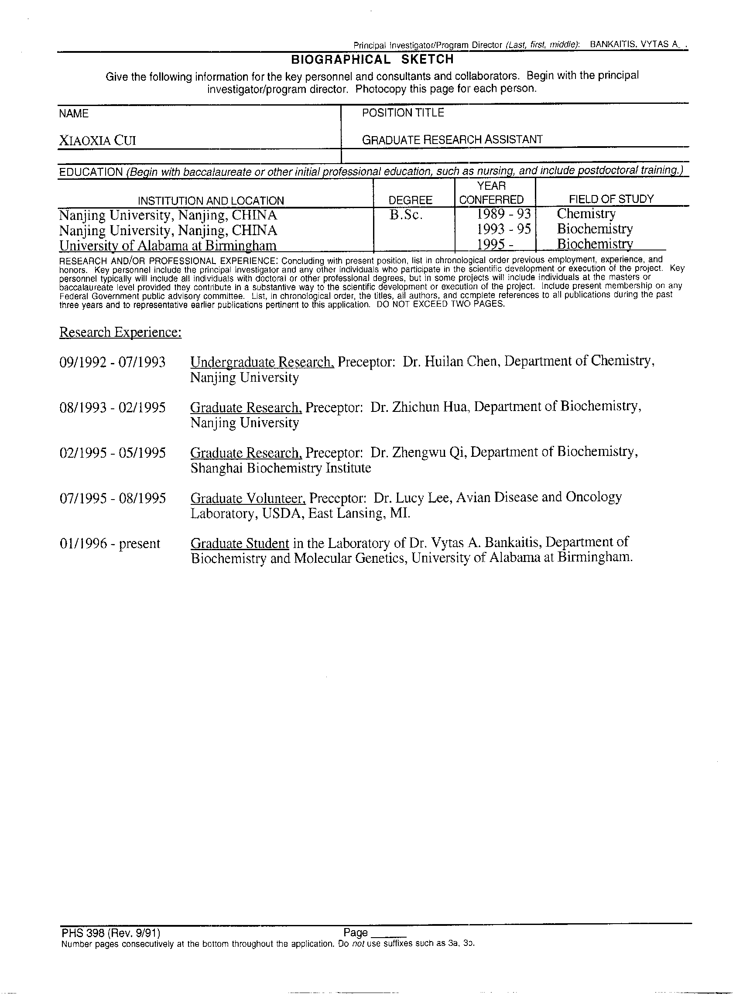 Principal Investigator/Program Director (Last, first, middle): BANKAITIS, VYTAS A.
BIOGRAPHICAL SKETCH
Give the following information for the key personnel and consultants and collaborators. Begin with the principal
investigator/program director. Photocopy this page for each person.
NAME POSITION TITLE
XIAOXIA CUI GRADUATE RESEARCH ASSISTANT
EDUCATION (Begin with baccalaureate or other initial professional education, such as nursing, and include postdoctoral training.)
YEAR
INSTITUTION AND LOCATION DEGREE CONFERRED FIELD OF STUDY
Nanjing University, Nanjing, CHINA B.Sc. 1989 - 93 Chemistry
Nanjing University, Nanjing, CHINA 1993 - 95 Biochemistry
University of Alabama at Birmingham 1995 - Biochemistry
RESEARCH AND/OR PROFESSIONAL EXPERIENCE: Concluding with present position, list in chronological order previous employment, experience, and
honors. Key personnel include the principal investigator and any other individuals who participate in the scientific development or execution of the project. Key
personnel typically will include all individuals with doctoral or other professional degrees, but in some projects will include individuals at the masters or
baccalaureate level provided they contribute in a substantive way to the scientific development or execution of the project. Include present membership on any
Federal Government public advisory committee. List, in chronological order, the titles, all authors, and complete references to all publications during the past
three years and to representative earlier publications pertinent to this application. DO NOT EXCEED TWO PAGES.
Research Experience:
09/1992 - 07/1993 Undergraduate Research, Preceptor: Dr. Huilan Chen, Department of Chemistry,
Nanjing University
08/1993 - 02/1995 Graduate Research, Preceptor: Dr. Zhichun Hua, Department of Biochemistry,
Nanjing University
02/1995 - 05/1995 Graduate Research, Preceptor: Dr. Zhengwu Qi, Department of Biochemistry,
Shanghai Biochemistry Institute
07/1995 - 08/1995 Graduate Volunteer, Preceptor: Dr. Lucy Lee, Avian Disease and Oncology
Laboratory, USDA, East Lansing, MI.
01/1996 - present Graduate Student in the Laboratory of Dr. Vytas A. Bankaitis, Department of
Biochemistry and Molecular Genetics, University of Alabama at Birmingham.
PHS 398 (Rev. 9/91) Page
Number pages consecutively at the bottom throughout the application. Do not use suffixes such as 3a, 3b.